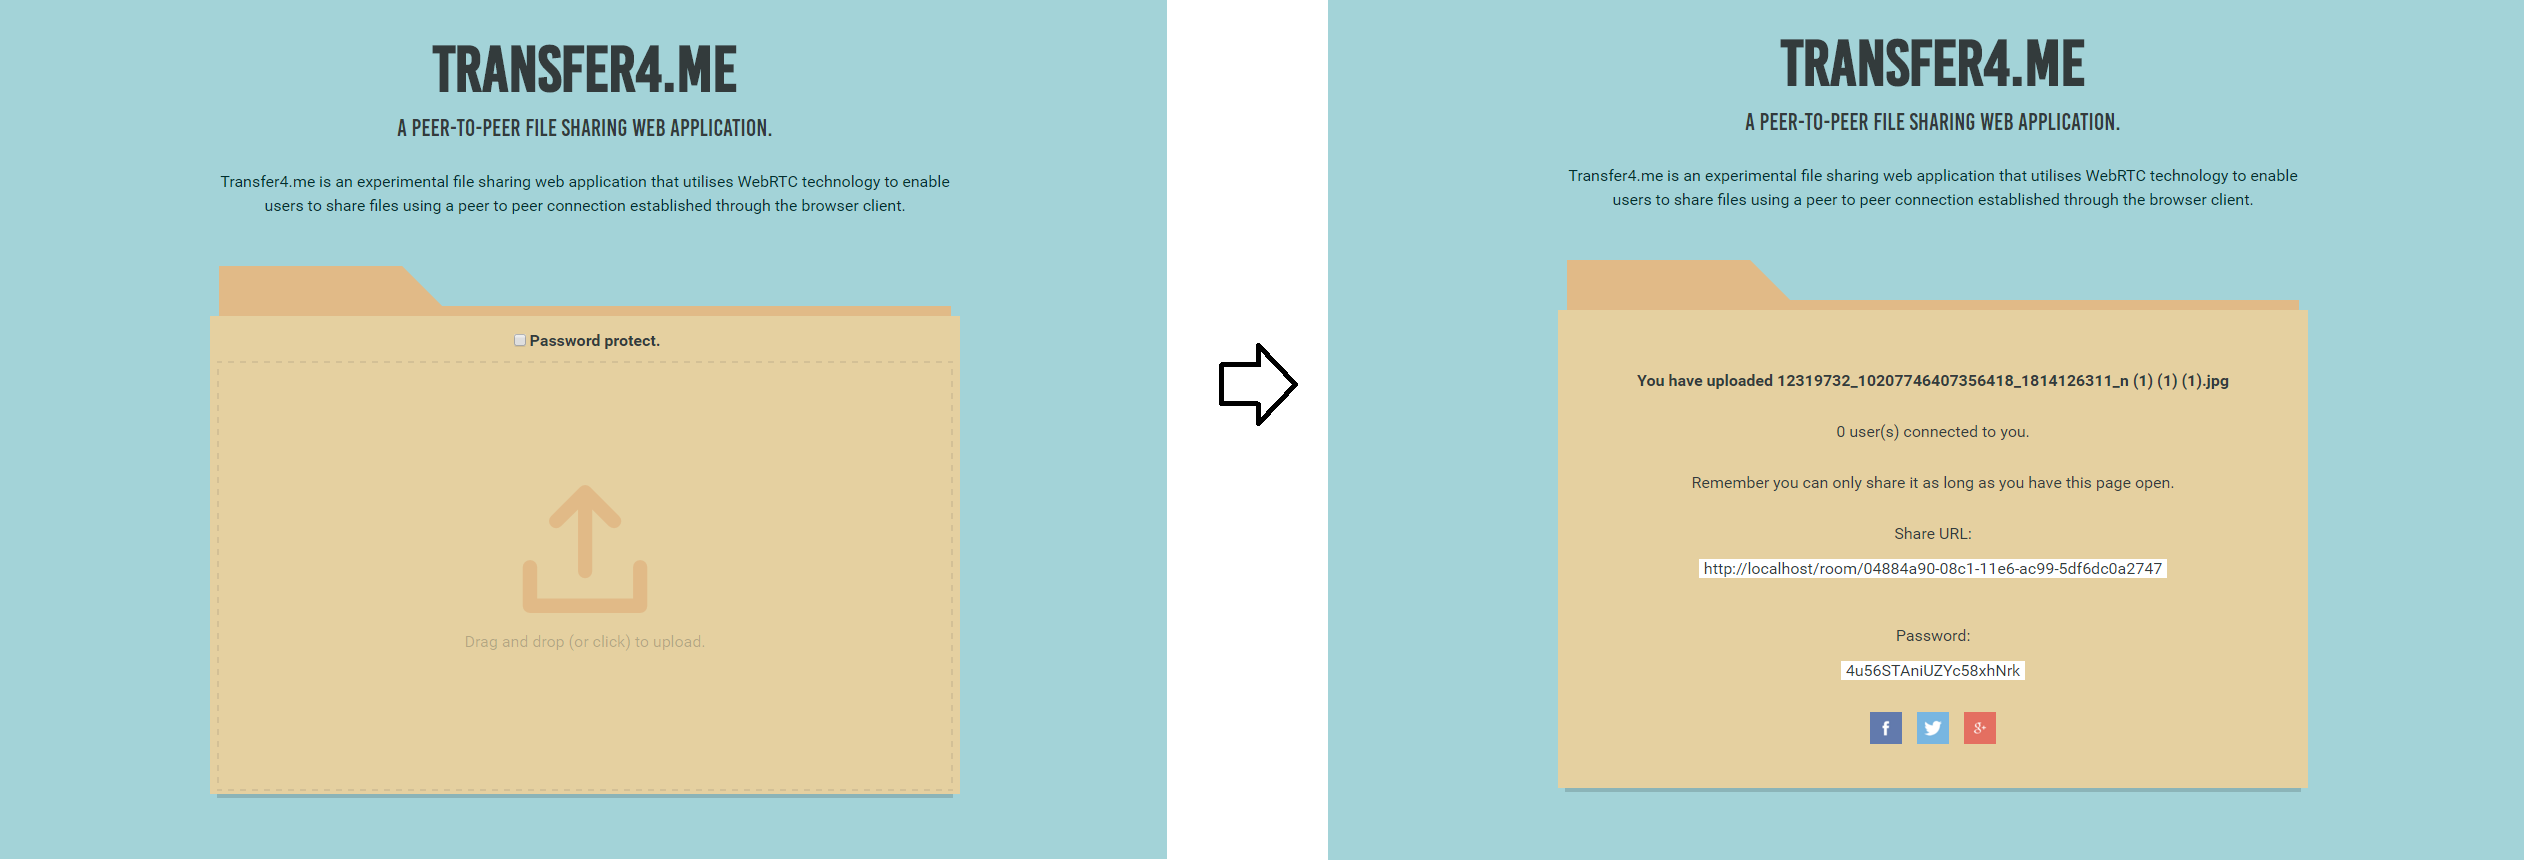 TRANSFER4.ME
A PEER-TO-PEER FILE SHARING WEB APPLICATION.
Transfer4.me is an experimental file sharing web application that utilises WebRTC technology to enable
users to share files using a peer to peer connection established through the browser client.
Password protect.
Drag and drop (or click) to upload.
TRANSFER4.ME
A PEER-TO-PEER FILE SHARING WEB APPLICATION.
Transfer4.me is an experimental file sharing web application that utilises WebRTC technology to enable
users to share files using a peer to peer connection established through the browser client.
You have uploaded 12319732_10207746407356418_1814126311_n (1) (1) (1).jpg
0 user(s) connected to you.
Remember you can only share it as long as you have this page open.
Share URL:
http://localhost/room/04884a90-08c1-11e6-ac99-5df6dc0a2747
Password:
4u56STAniUZYc58xhNrk
f
g+